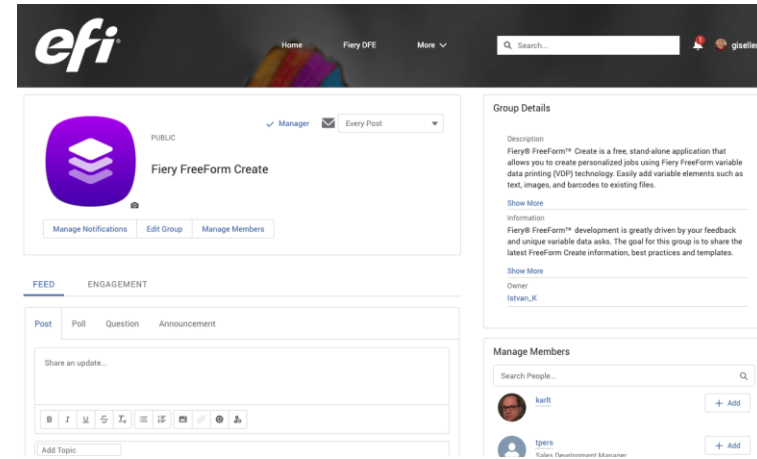 efi
Home
Fiery DFE
More
Search...
PUBLIC
Fiery FreeForm Create
Manager
Every Post
Manage Notifications
Edit Group
Manage Members
FEED
ENGAGEMENT
Post
Poll
Question
Announcement
Share an update...
B I U S Tx
Add Topic
Group Details
Description
Fiery® FreeForm™ Create is a free, stand-alone application that
allows you to create personalized jobs using Fiery FreeForm variable
data printing (VDP) technology. Easily add variable elements such as
text, images, and barcodes to existing files.
Show More
Information
Fiery® FreeForm™ development is greatly driven by your feedback
and unique variable data asks. The goal for this group is to share the
latest FreeForm Create information, best practices and templates.
Show More
Owner
Istvan_K
Manage Members
Search People...
karlt
+ Add
tpers
Sales Development Manager
+ Add